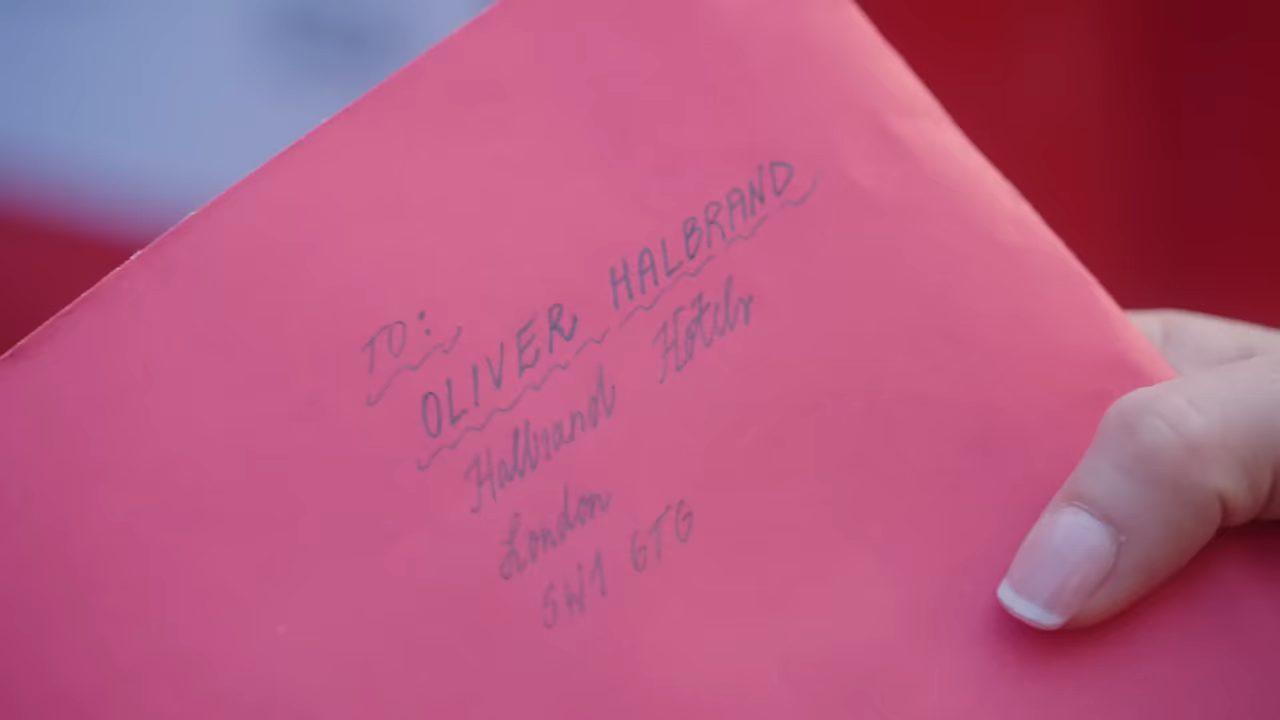 TO:
OLIVER HALBRAND
Halbrand Hotels
London
SW1 6TG